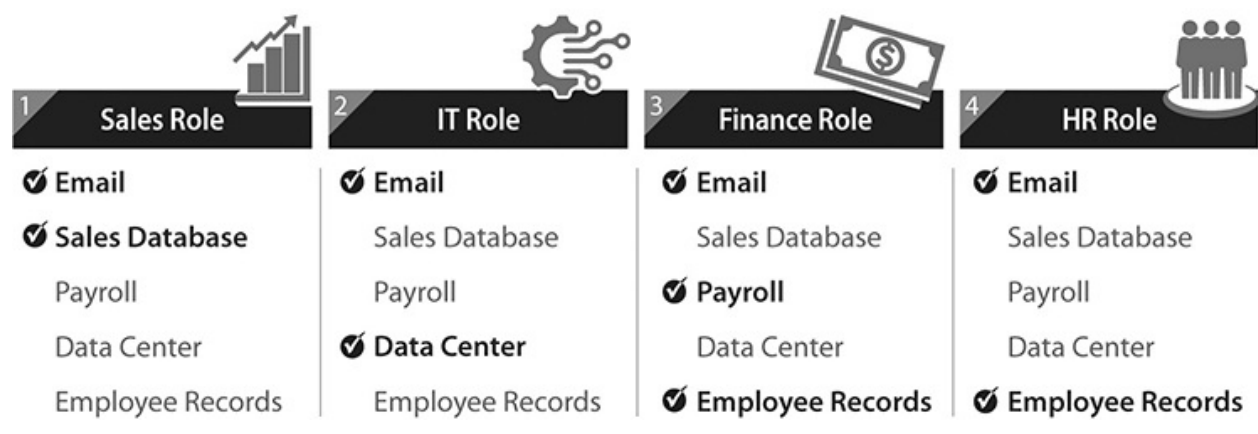 1 Sales Role
Email
Sales Database
Payroll
Data Center
Employee Records
2 IT Role
Email
Sales Database
Payroll
Data Center
Employee Records
$
3 Finance Role
Email
Sales Database
Payroll
Data Center
Employee Records
4 HR Role
Email
Sales Database
Payroll
Data Center
Employee Records